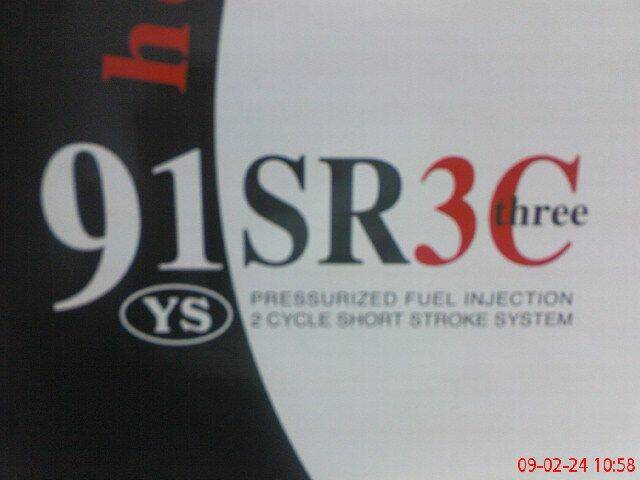 91SR3C
three
YS
PRESSURIZED FUEL INJECTION
2 CYCLE SHORT STROKE SYSTEM
09-02-24 10:58